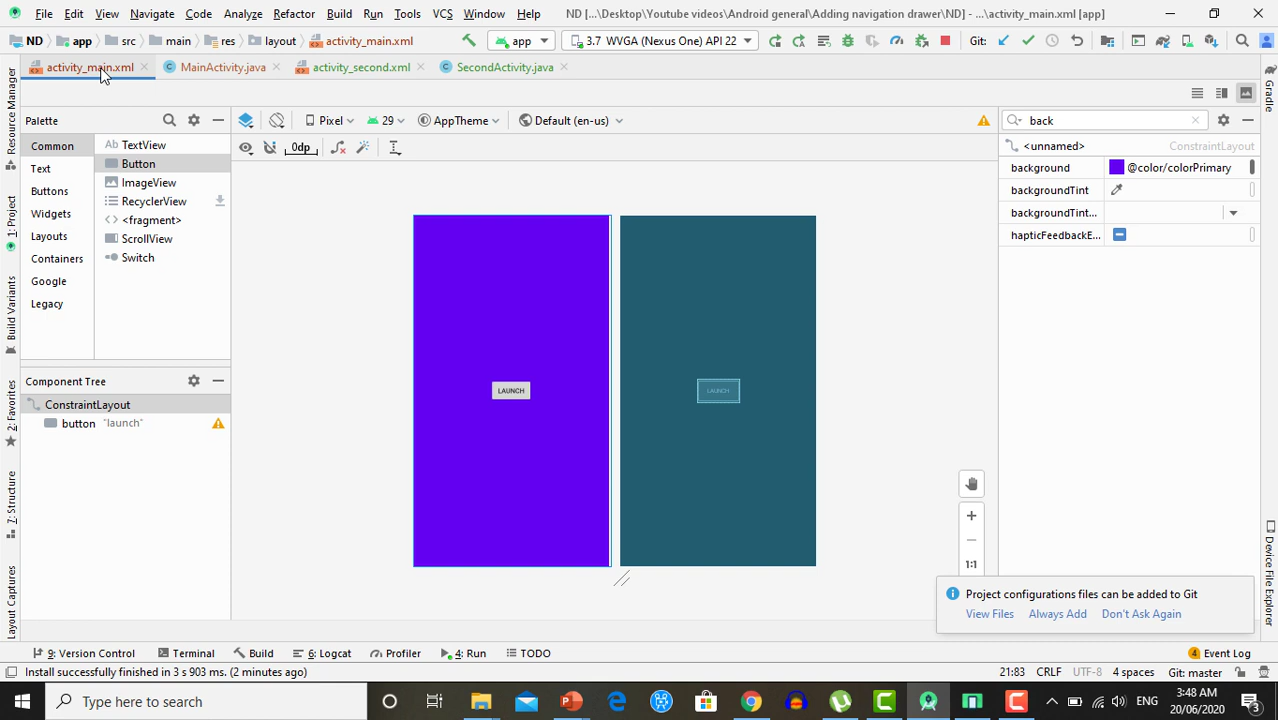 File Edit View Navigate Code Analyze Refactor Build Run Tools VCS Window Help ND [...\Desktop\Youtube videos\Android general\Adding navigation drawer\ND] - ...\activity_main.xml [app]
ND app src main res layout activity_main.xml app 3.7 WVGA (Nexus One) API 22 Git:
activity_main.xml MainActivity.java activity_second.xml SecondActivity.java
Resource Manager
1: Project
Build Variants
2: Favorites
7: Structure
Layout Captures
Palette
Common
Text
Buttons
Widgets
Layouts
Containers
Google
Legacy
Ab TextView
Button
ImageView
RecyclerView
<fragment>
ScrollView
Switch
Component Tree
ConstraintLayout
button "launch"
Pixel 29 AppTheme Default (en-us)
0dp
LAUNCH
LAUNCH
1:1
back
<unnamed> ConstraintLayout
background @color/colorPrimary
backgroundTint
backgroundTint...
hapticFeedbackE...
Gradle
Device File Explorer
Project configurations files can be added to Git
View Files Always Add Don't Ask Again
9: Version Control Terminal Build 6: Logcat Profiler 4: Run TODO 4 Event Log
Install successfully finished in 3 s 903 ms. (2 minutes ago) 21:83 CRLF UTF-8 4 spaces Git: master
Type here to search
ENG
3:48 AM
20/06/2020
3